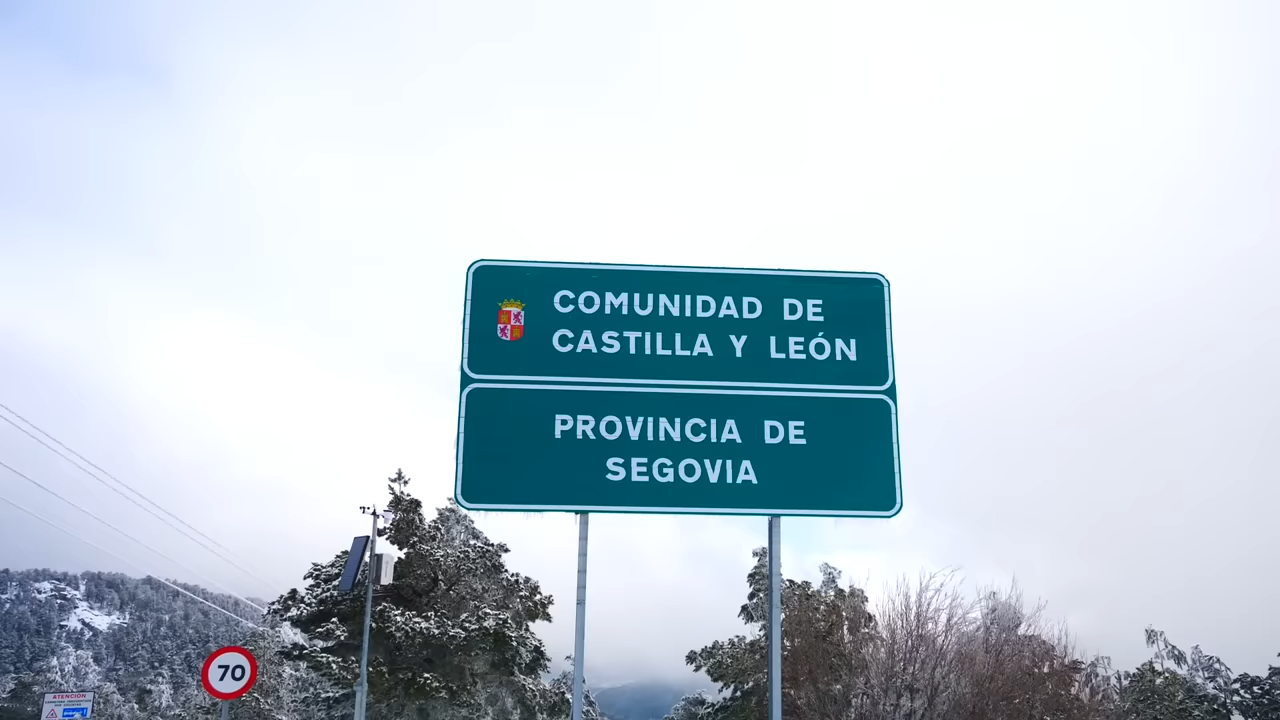 COMUNIDAD DE
CASTILLA Y LEÓN
PROVINCIA DE
SEGOVIA
70
ATENCIÓN